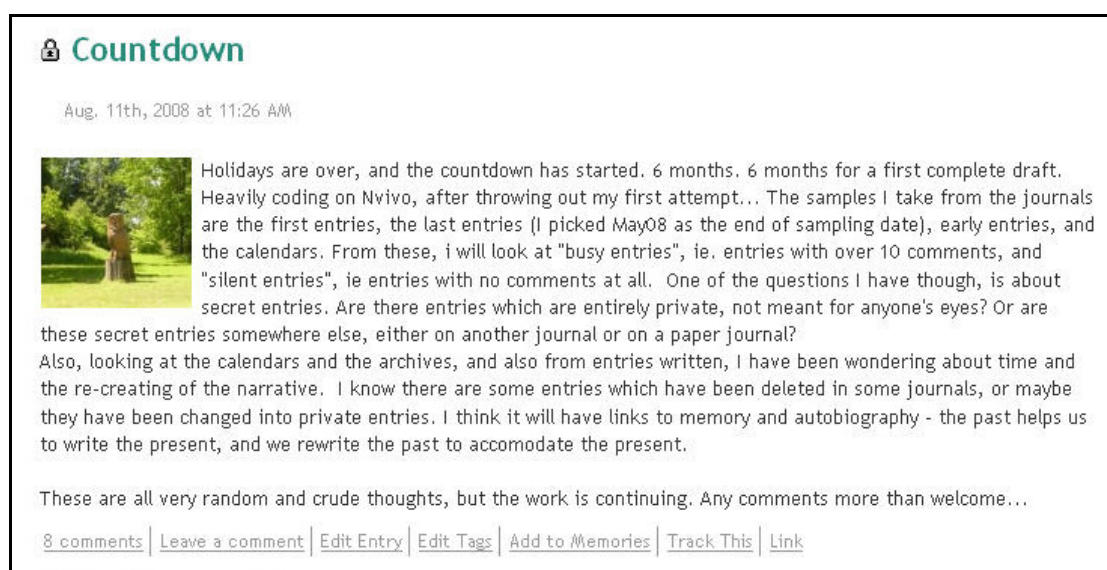 Countdown
Aug. 11th, 2008 at 11:26 AM
Holidays are over, and the countdown has started. 6 months. 6 months for a first complete draft.
Heavily coding on Nvivo, after throwing out my first attempt... The samples I take from the journals
are the first entries, the last entries (I picked May08 as the end of sampling date), early entries, and
the calendars. From these, i will look at "busy entries", ie. entries with over 10 comments, and
"silent entries", ie entries with no comments at all.  One of the questions I have though, is about
secret entries. Are there entries which are entirely private, not meant for anyone's eyes? Or are
these secret entries somewhere else, either on another journal or on a paper journal?
Also, looking at the calendars and the archives, and also from entries written, I have been wondering about time and
the re-creating of the narrative.  I know there are some entries which have been deleted in some journals, or maybe
they have been changed into private entries. I think it will have links to memory and autobiography - the past helps us
to write the present, and we rewrite the past to accomodate the present.
These are all very random and crude thoughts, but the work is continuing. Any comments more than welcome...
8 comments | Leave a comment | Edit Entry | Edit Tags | Add to Memories | Track This | Link